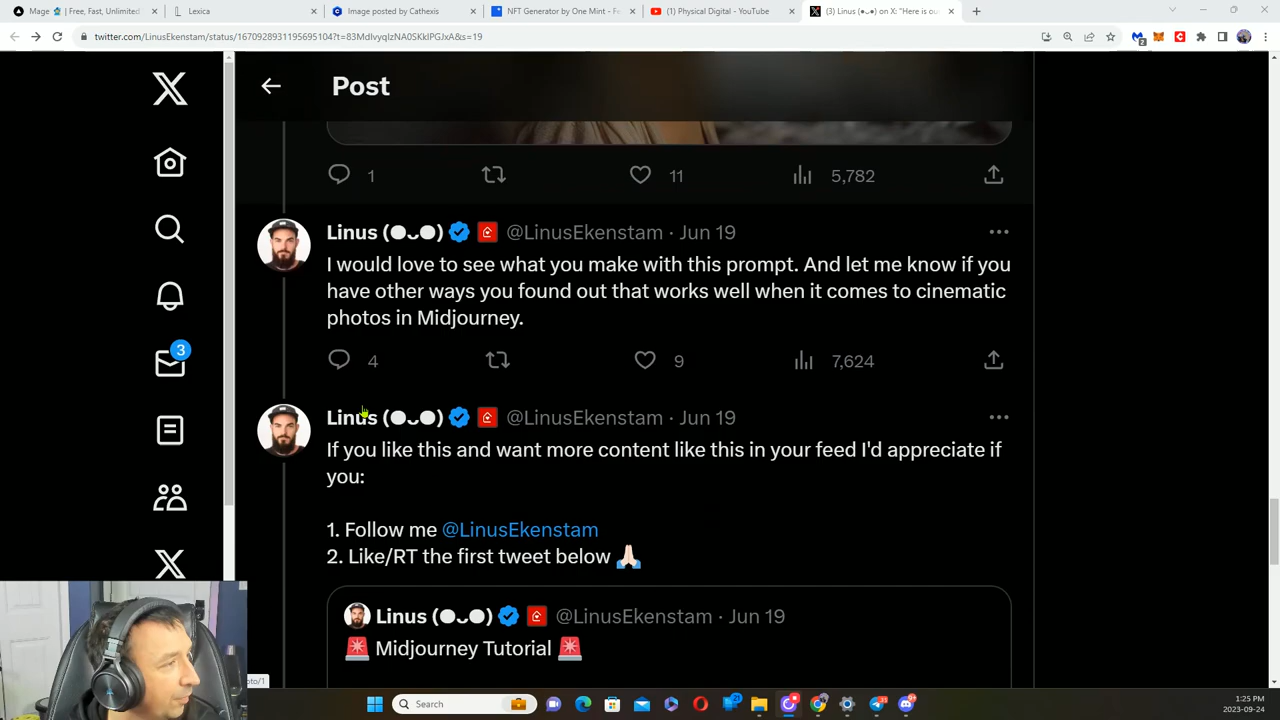 Mage | Free, Fast, Unlimited
Lexica
Image posted by Cathexis
NFT Generator by One Mint - Fr
(1) Physical Digital - YouTube
(3) Linus (●ᴗ●) on X: "Here is ou
twitter.com/LinusEkenstam/status/1670928931195695104?t=83MdIvyqIzNA0SKkIPGJxA&s=19
2
Post
1
11
5,782
Linus (●ᴗ●) @LinusEkenstam · Jun 19
I would love to see what you make with this prompt. And let me know if you
have other ways you found out that works well when it comes to cinematic
photos in Midjourney.
3
4
9
7,624
Linus (●ᴗ●) @LinusEkenstam · Jun 19
If you like this and want more content like this in your feed I'd appreciate if
you:
1. Follow me @LinusEkenstam
2. Like/RT the first tweet below 🙏🏻
Linus (●ᴗ●) @LinusEkenstam · Jun 19
🚨 Midjourney Tutorial 🚨
oto/1
Search
21
1:25 PM
2023-09-24